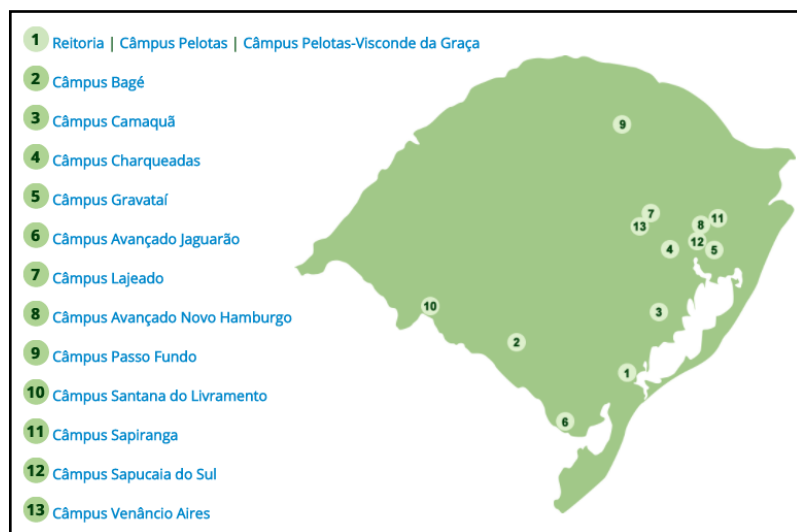 1 Reitoria | Câmpus Pelotas | Câmpus Pelotas-Visconde da Graça
2 Câmpus Bagé
3 Câmpus Camaquã
4 Câmpus Charqueadas
5 Câmpus Gravataí
6 Câmpus Avançado Jaguarão
7 Câmpus Lajeado
8 Câmpus Avançado Novo Hamburgo
9 Câmpus Passo Fundo
10 Câmpus Santana do Livramento
11 Câmpus Sapiranga
12 Câmpus Sapucaia do Sul
13 Câmpus Venâncio Aires
9
7
11
13
8
12
4
5
10
3
2
1
6